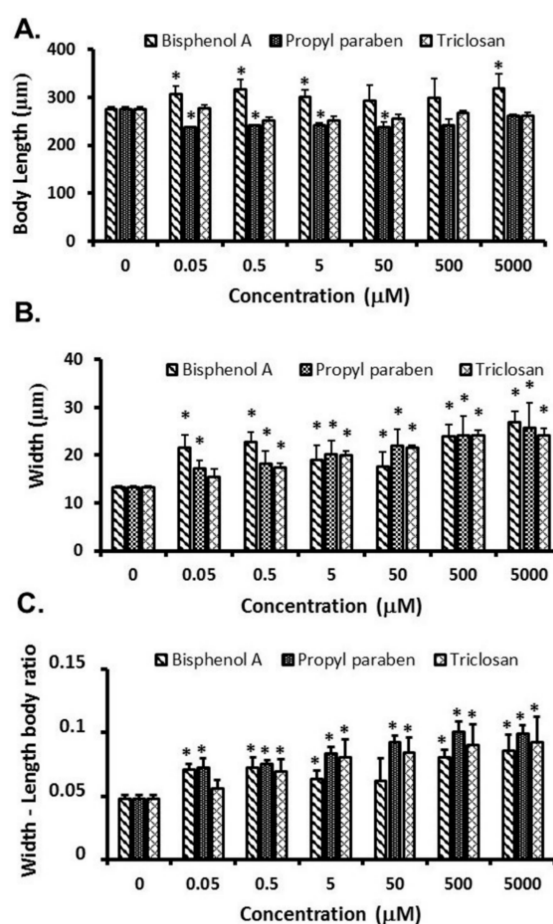 A.
400
Bisphenol A Propyl paraben Triclosan
300
200
100
0
Body Length (µm)
* * * * * * * *
0 0.05 0.5 5 50 500 5000
Concentration (µM)
B.
40
Bisphenol A Propyl paraben Triclosan
30
20
10
0
Width (µm)
* * * * * * * * * * * * * * * * *
0 0.05 0.5 5 50 500 5000
Concentration (µM)
C.
0.15
Bisphenol A Propyl paraben Triclosan
0.1
0.05
0
Width - Length body ratio
* * * * * * * * * * * * * * * *
0 0.05 0.5 5 50 500 5000
Concentration (µM)